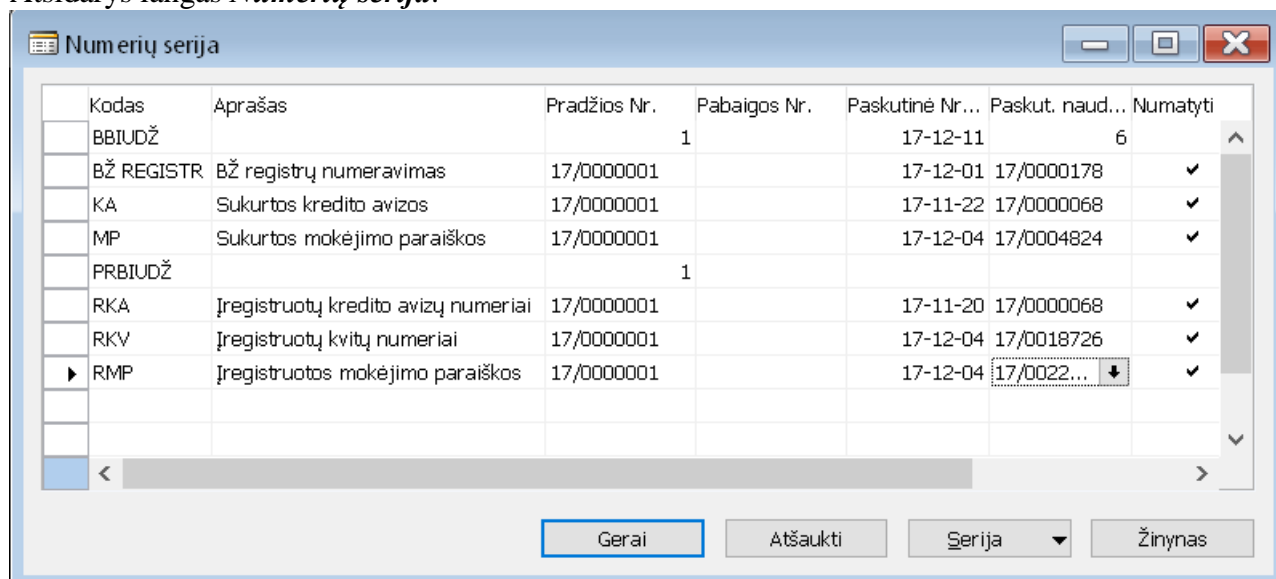 Atsidarys langas Numerių serija.
Numerių serija
Kodas Aprašas Pradžios Nr. Pabaigos Nr. Paskutinė Nr... Paskut. naud... Numatyti
BBIUDŽ 1 17-12-11 6
BŽ REGISTR BŽ registrų numeravimas 17/0000001 17-12-01 17/0000178 ✔
KA Sukurtos kredito avizos 17/0000001 17-11-22 17/0000068 ✔
MP Sukurtos mokėjimo paraiškos 17/0000001 17-12-04 17/0004824 ✔
PRBIUDŽ 1
RKA Įregistruotų kredito avizų numeriai 17/0000001 17-11-20 17/0000068 ✔
RKV Įregistruotų kvitų numeriai 17/0000001 17-12-04 17/0018726 ✔
RMP Įregistruotos mokėjimo paraiškos 17/0000001 17-12-04 17/0022... ✔
Gerai Atšaukti Serija Žinynas